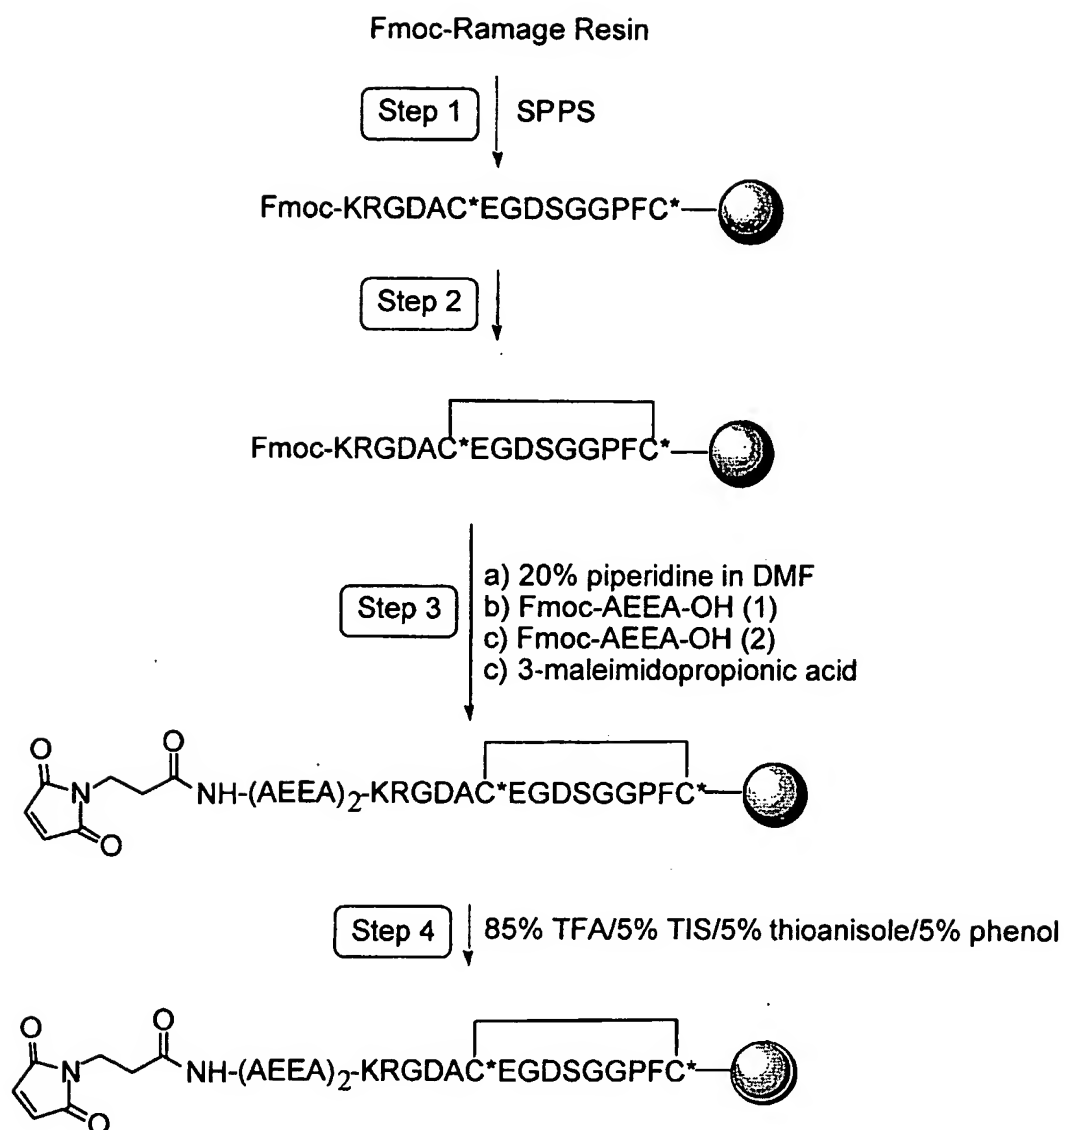 Fmoc-Ramage Resin
Step 1
SPPS
Fmoc-KRGDAC*EGDSGGPFC*
Step 2
Fmoc-KRGDAC*EGDSGGPFC*
Step 3
a) 20% piperidine in DMF
b) Fmoc-AEEA-OH (1)
c) Fmoc-AEEA-OH (2)
c) 3-maleimidopropionic acid
O
O
N
O
NH-(AEEA)2-KRGDAC*EGDSGGPFC*
Step 4
85% TFA/5% TIS/5% thioanisole/5% phenol
O
O
N
O
NH-(AEEA)2-KRGDAC*EGDSGGPFC*